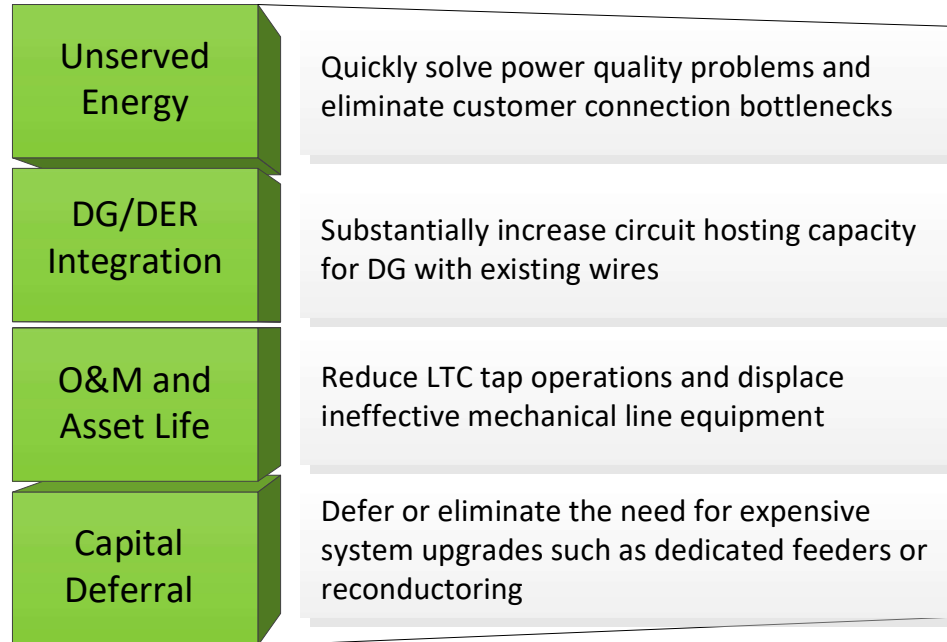 Unserved
Energy
Quickly solve power quality problems and
eliminate customer connection bottlenecks
DG/DER
Integration
Substantially increase circuit hosting capacity
for DG with existing wires
O&M and
Asset Life
Reduce LTC tap operations and displace
ineffective mechanical line equipment
Capital
Deferral
Defer or eliminate the need for expensive
system upgrades such as dedicated feeders or
reconductoring